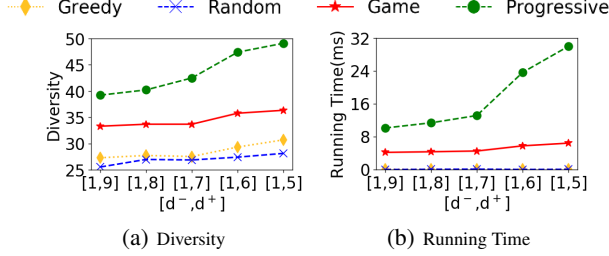 Greedy Random Game Progressive
50
45
40
35
30
25
Diversity
[1,9] [1,8] [1,7] [1,6] [1,5]
[d⁻,d⁺]
(a) Diversity
32
24
16
8
0
Running Time(ms)
[1,9] [1,8] [1,7] [1,6] [1,5]
[d⁻,d⁺]
(b) Running Time